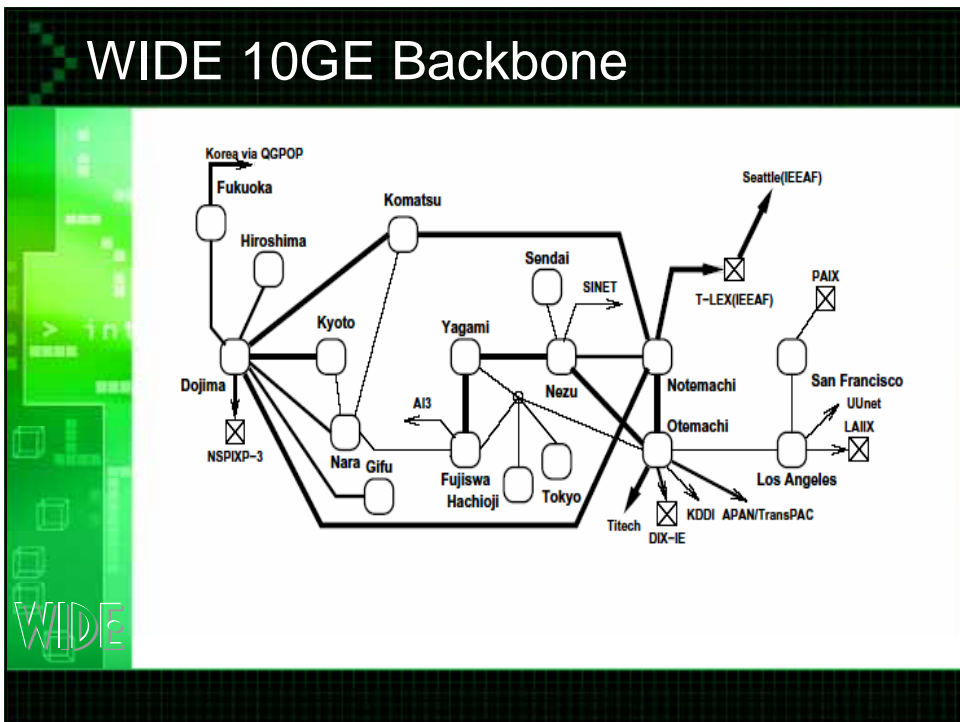 WIDE 10GE Backbone
Korea via QGPOP
Fukuoka
Komatsu
Seattle(IEEAF)
Hiroshima
Sendai
SINET
PAIX
T-LEX(IEEAF)
Kyoto
Yagami
Dojima
Nezu
Notemachi
San Francisco
AI3
Otemachi
UUnet
LAIIX
NSPIXP-3
Nara
Gifu
Fujiswa
Hachioji
Tokyo
Los Angeles
Titech
DIX-IE
KDDI
APAN/TransPAC
> int
WIDE